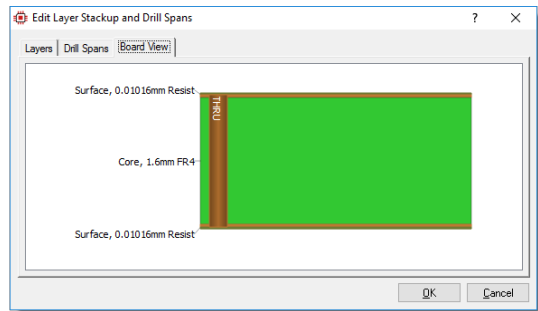 Edit Layer Stackup and Drill Spans
? ×
Layers Drill Spans Board View
Surface, 0.01016mm Resist
THRU
Core, 1.6mm FR4
Surface, 0.01016mm Resist
OK Cancel